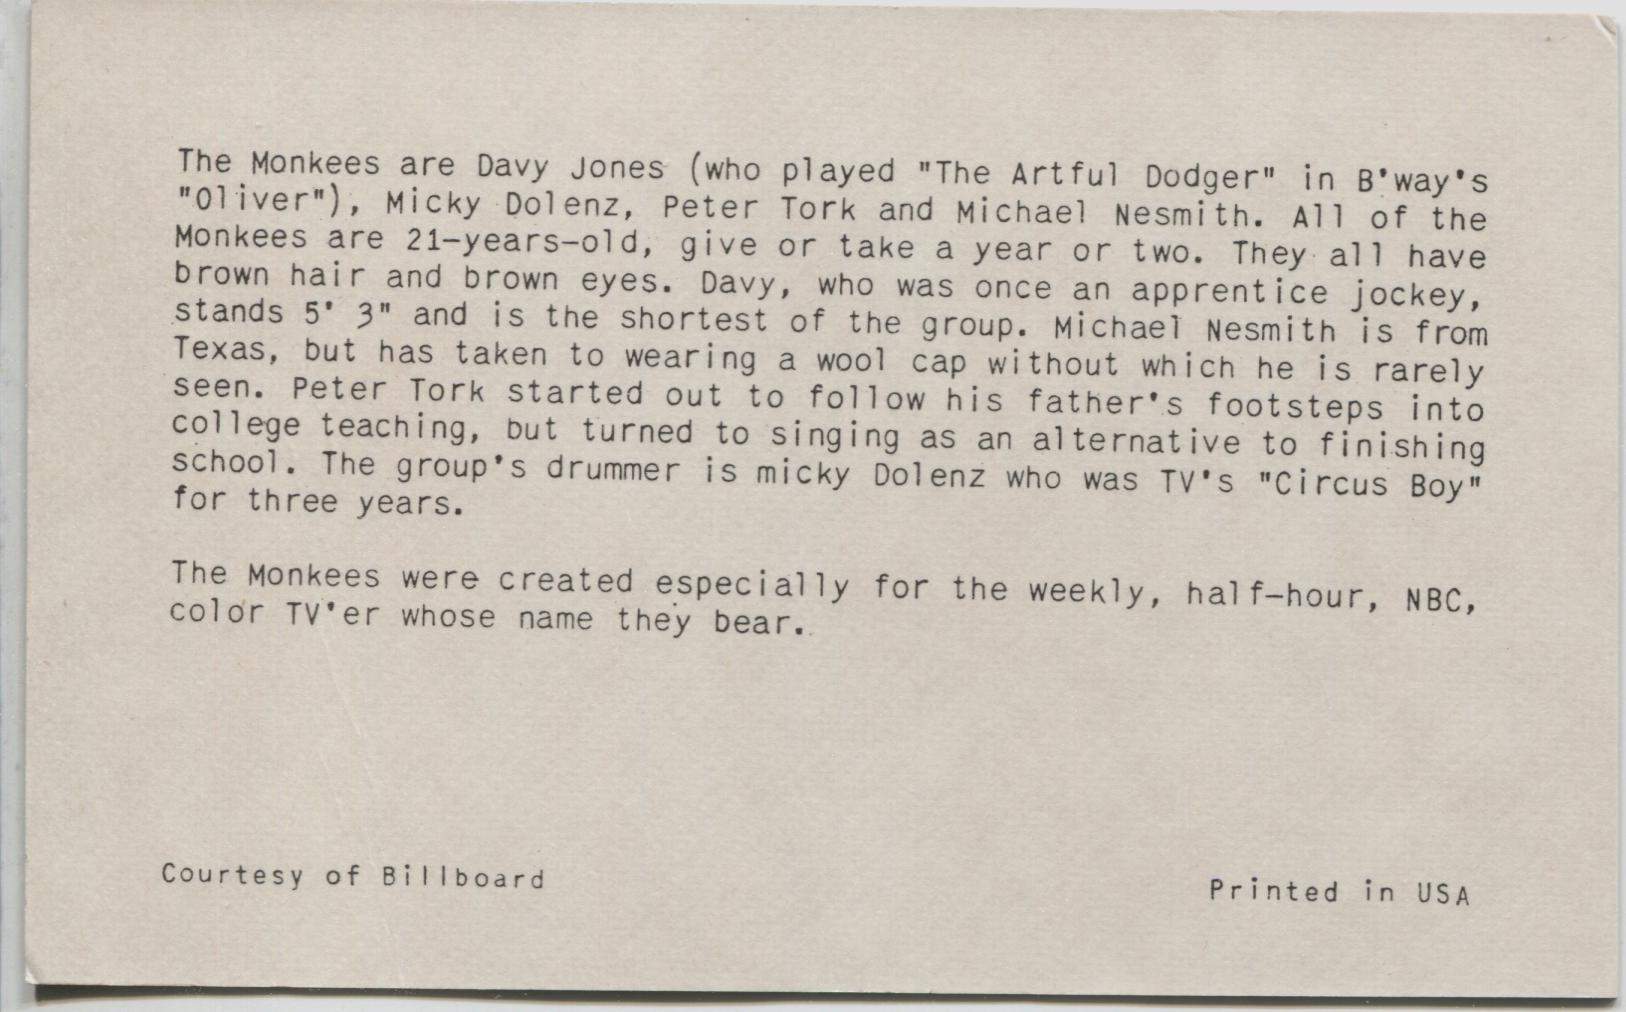 The Monkees are Davy Jones (who played "The Artful Dodger" in B'way's
"Oliver"), Micky Dolenz, Peter Tork and Michael Nesmith. All of the
Monkees are 21-years-old, give or take a year or two. They all have
brown hair and brown eyes. Davy, who was once an apprentice jockey,
stands 5' 3" and is the shortest of the group. Michael Nesmith is from
Texas, but has taken to wearing a wool cap without which he is rarely
seen. Peter Tork started out to follow his father's footsteps into
college teaching, but turned to singing as an alternative to finishing
school. The group's drummer is micky Dolenz who was TV's "Circus Boy"
for three years.
The Monkees were created especially for the weekly, half-hour, NBC,
color TV'er whose name they bear.
Courtesy of Billboard
Printed in USA